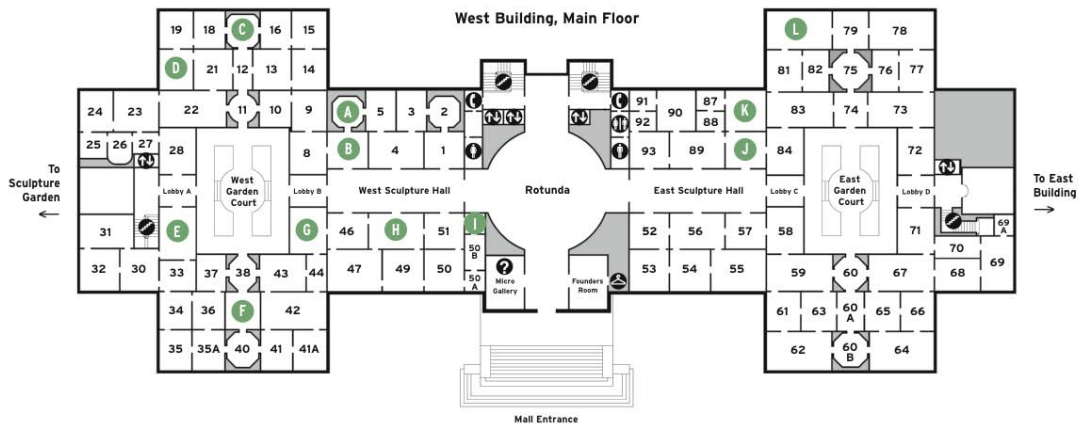 West Building, Main Floor
19 18 C 16 15
L 79 78
D 21 12 13 14
81 82 75 76 77
24 23 22 11 10 9 A 5 3 2
91 90 87 K 83 74 73
92 88
25 26 27 28 8 B 4 1
93 89 J 84 72
To
Sculpture
Garden
West
Garden
Court
East
Garden
Court
To East
Building
Lobby A Lobby B West Sculpture Hall Rotunda East Sculpture Hall Lobby C Lobby D
31 E G 46 H 51 I
52 56 57 58 71 69
A
50
B
32 30 33 37 38 43 44 47 49 50
50
A
?
Micro
Gallery
Founders
Room
53 54 55 59 60 67 70 68 69
34 36 F 42
61 63 60
A
65 66
35 35A 40 41 41A
62 60
B
64
Mall Entrance